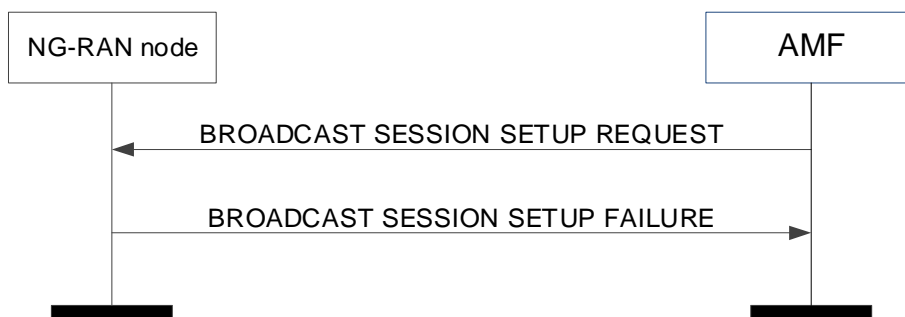 NG-RAN node
AMF
BROADCAST SESSION SETUP REQUEST
BROADCAST SESSION SETUP FAILURE